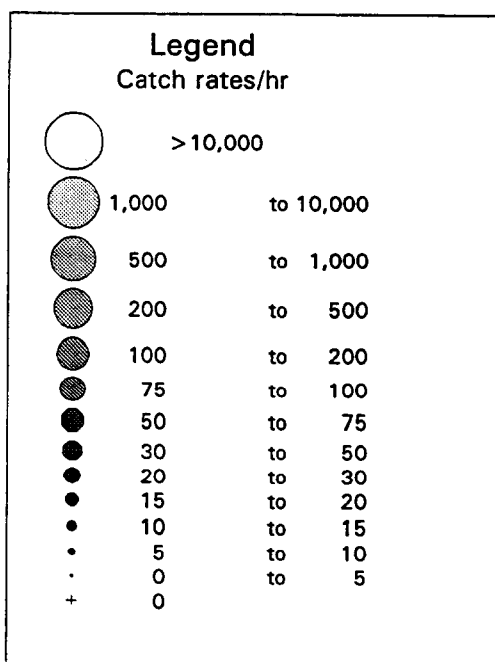 Legend
Catch rates/hr
>10,000
1,000 to 10,000
500 to 1,000
200 to 500
100 to 200
75 to 100
50 to 75
30 to 50
20 to 30
15 to 20
10 to 15
5 to 10
0 to 5
+ 0